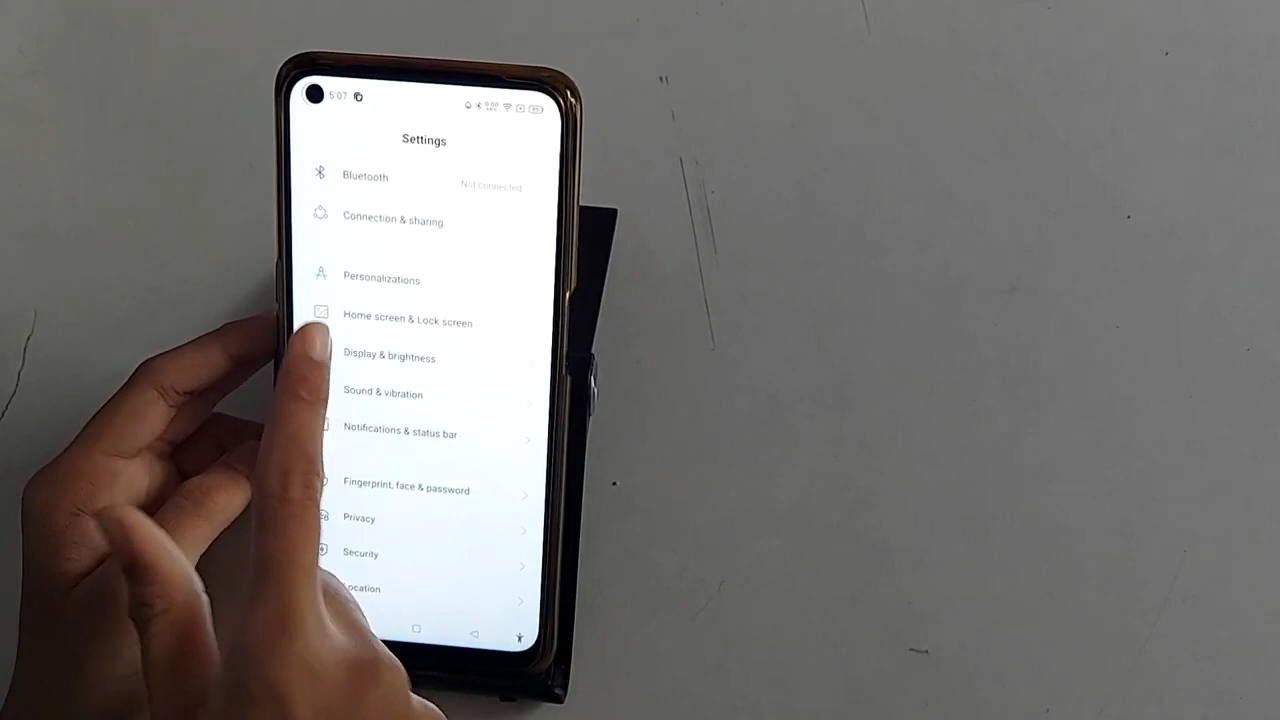 5:07
Settings
Bluetooth
Not connected
Connection & sharing
Personalizations
Home screen & Lock screen
Display & brightness
Sound & vibration
Notifications & status bar
Fingerprint, face & password
Privacy
Security
ocation